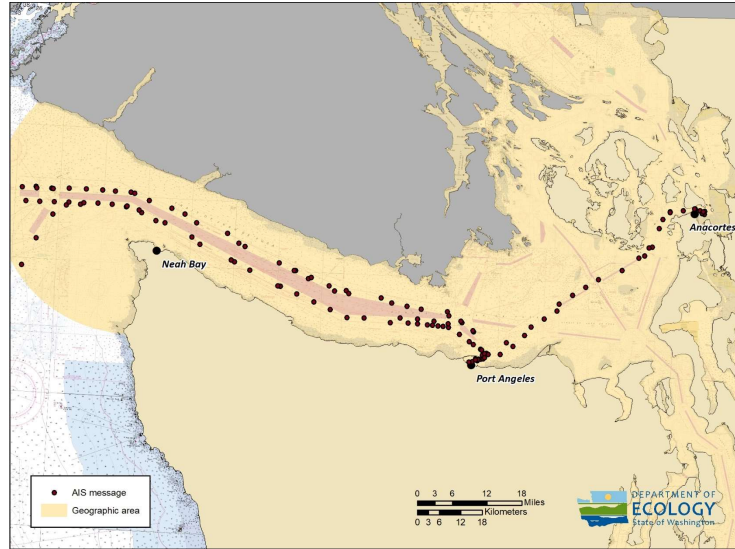 Anacortes
Neah Bay
Port Angeles
AIS message
Geographic area
0 3 6 12 18
Miles
Kilometers
0 3 6 12 18
DEPARTMENT OF
ECOLOGY
State of Washington